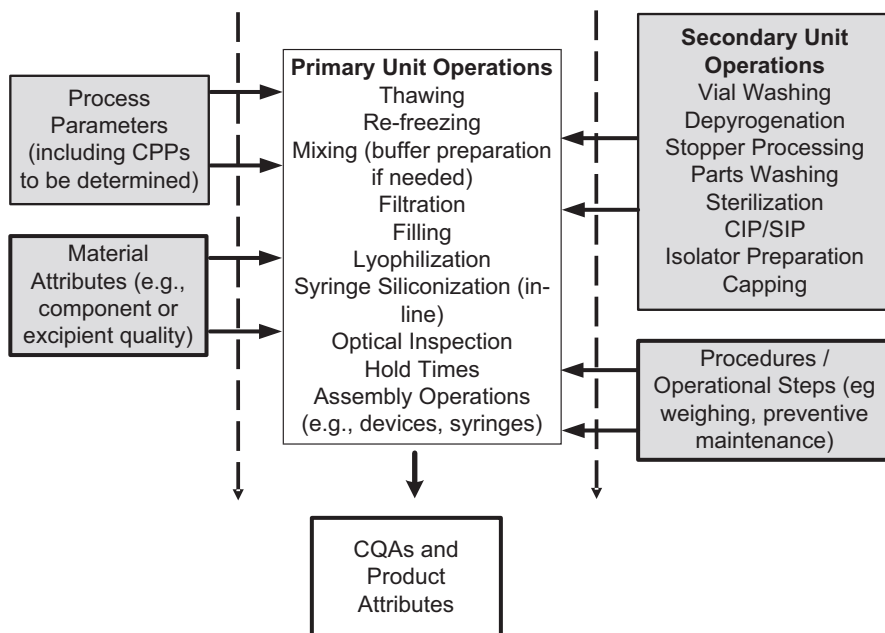 Process
Parameters
(including CPPs
to be determined)
Material
Attributes (e.g.,
component or
excipient quality)
Primary Unit Operations
Thawing
Re-freezing
Mixing (buffer preparation
if needed)
Filtration
Filling
Lyophilization
Syringe Siliconization (in-
line)
Optical Inspection
Hold Times
Assembly Operations
(e.g., devices, syringes)
Secondary Unit
Operations
Vial Washing
Depyrogenation
Stopper Processing
Parts Washing
Sterilization
CIP/SIP
Isolator Preparation
Capping
Procedures /
Operational Steps (eg
weighing, preventive
maintenance)
CQAs and
Product
Attributes